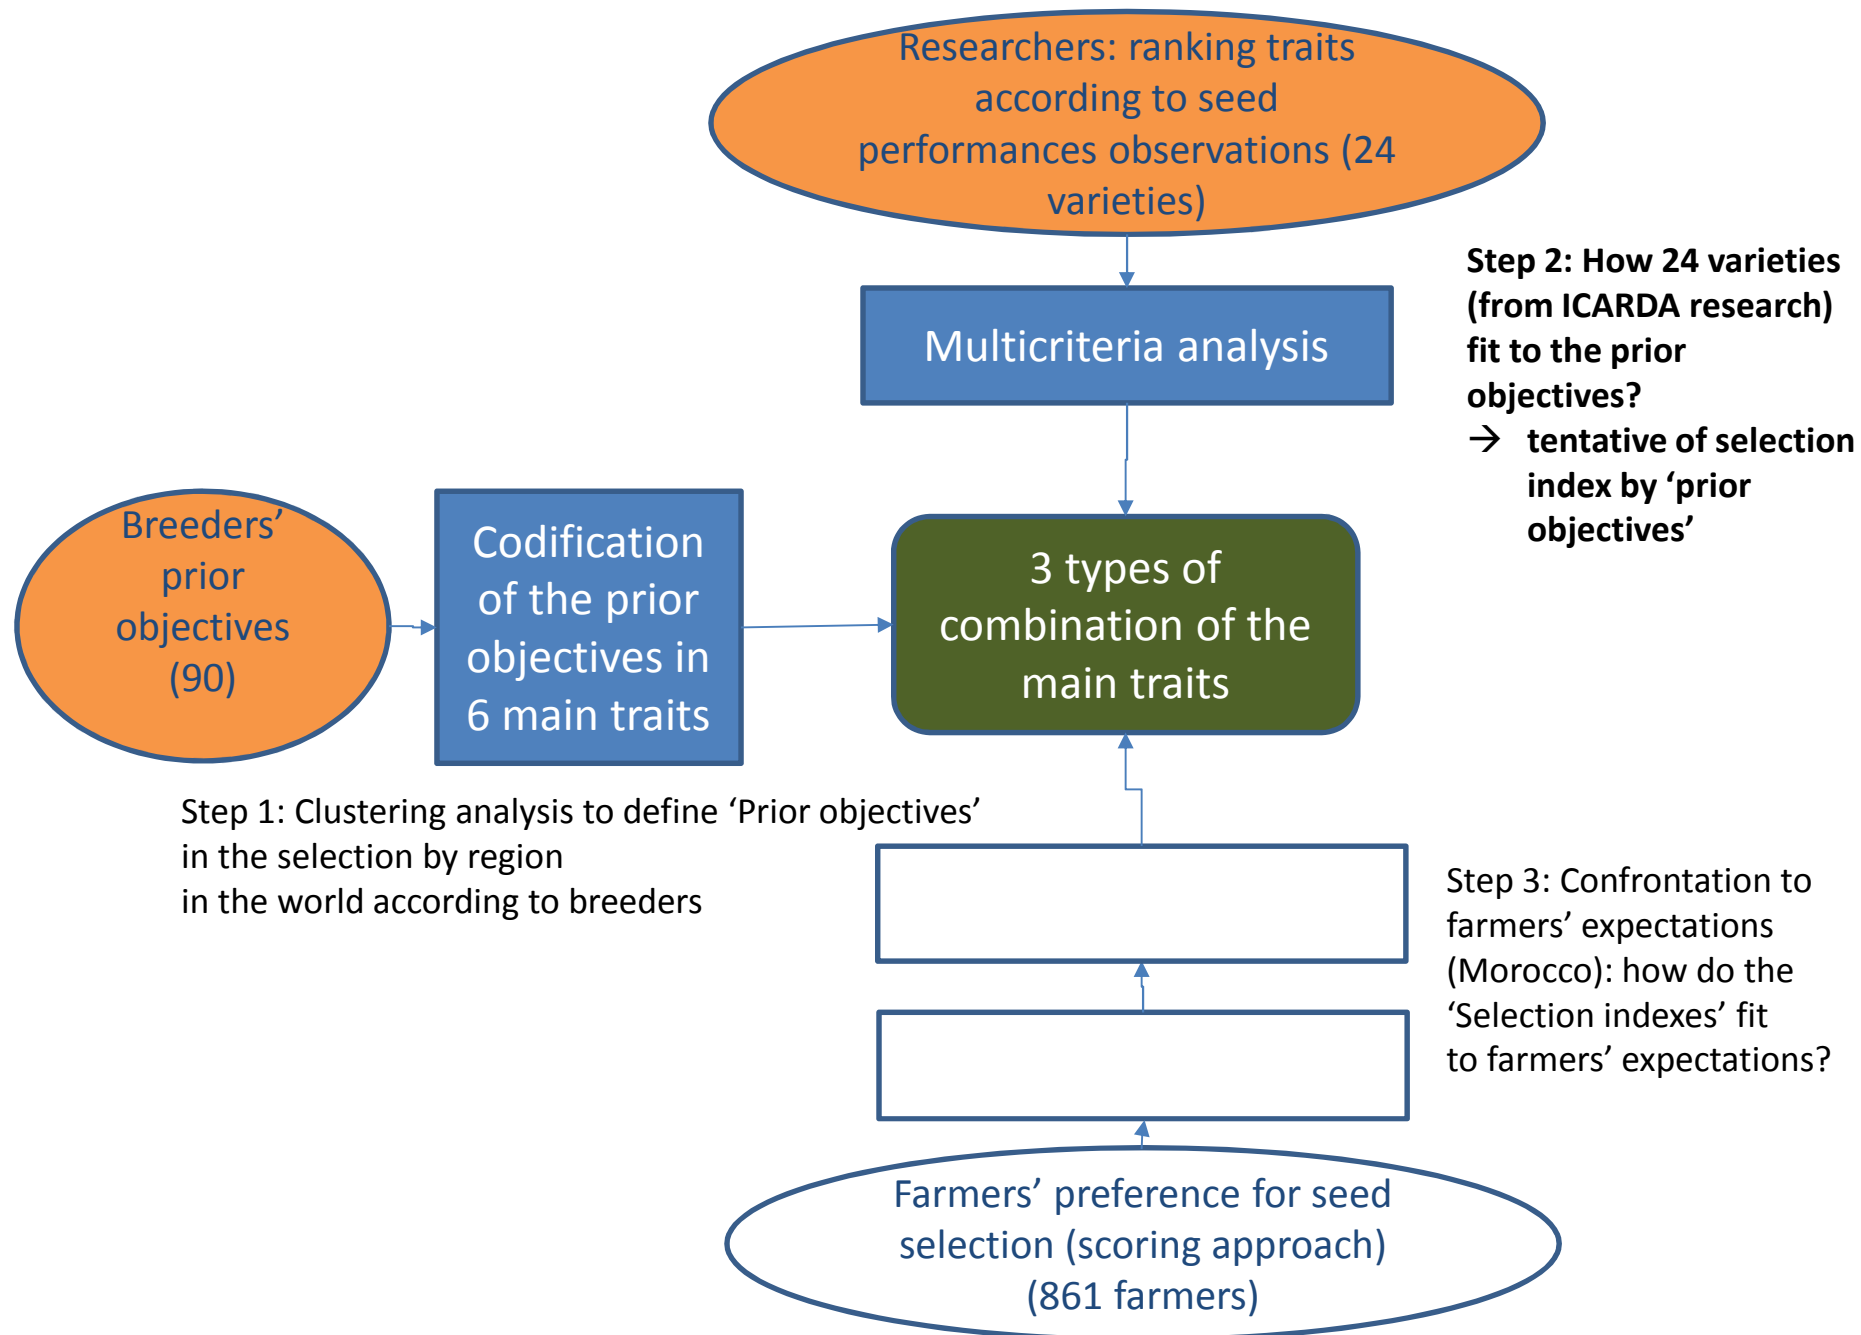 Researchers: ranking traits
according to seed
performances observations (24
varieties)
Multicriteria analysis
Step 2: How 24 varieties
(from ICARDA research)
fit to the prior
objectives?
→ tentative of selection
index by ‘prior
objectives’
Breeders’
prior
objectives
(90)
Codification
of the prior
objectives in
6 main traits
3 types of
combination of the
main traits
Step 1: Clustering analysis to define ‘Prior objectives’
in the selection by region
in the world according to breeders
Step 3: Confrontation to
farmers’ expectations
(Morocco): how do the
‘Selection indexes’ fit
to farmers’ expectations?
Farmers’ preference for seed
selection (scoring approach)
(861 farmers)